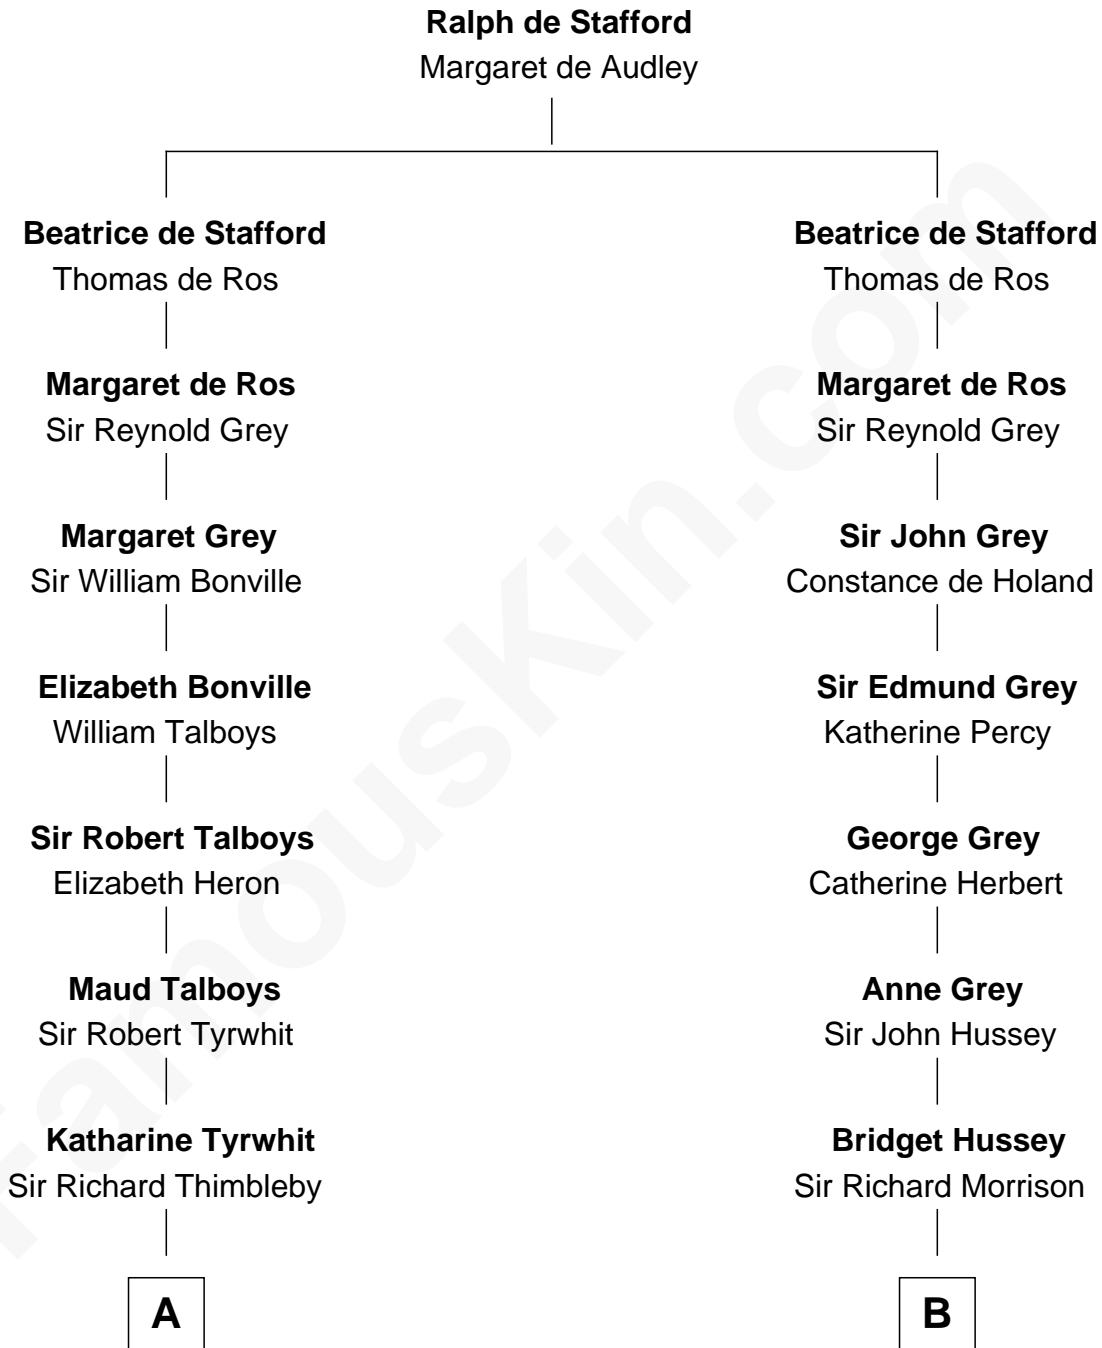 Ralph de Stafford
Margaret de Audley
Beatrice de Stafford
Thomas de Ros
Margaret de Ros
Sir Reynold Grey
Margaret Grey
Sir William Bonville
Elizabeth Bonville
William Talboys
Sir Robert Talboys
Elizabeth Heron
Maud Talboys
Sir Robert Tyrwhit
Katharine Tyrwhit
Sir Richard Thimbleby
A
Beatrice de Stafford
Thomas de Ros
Margaret de Ros
Sir Reynold Grey
Sir John Grey
Constance de Holand
Sir Edmund Grey
Katherine Percy
George Grey
Catherine Herbert
Anne Grey
Sir John Hussey
Bridget Hussey
Sir Richard Morrison
B
FamousKin.com